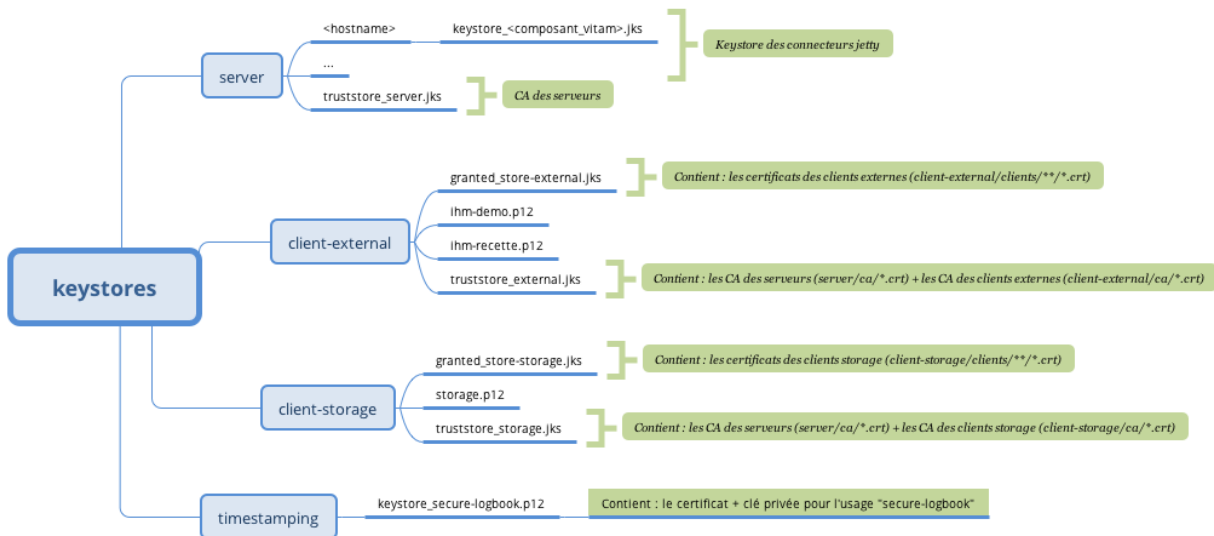 keystores
server
<hostname>
keystore_<composant_vitam>.jks
Keystore des connecteurs jetty
...
truststore_server.jks
CA des serveurs
client-external
granted_store-external.jks
Contient : les certificats des clients externes (client-external/clients/**/*.crt)
ihm-demo.p12
ihm-recette.p12
truststore_external.jks
Contient : les CA des serveurs (server/ca/*.crt) + les CA des clients externes (client-external/ca/*.crt)
client-storage
granted_store-storage.jks
Contient : les certificats des clients storage (client-storage/clients/**/*.crt)
storage.p12
truststore_storage.jks
Contient : les CA des serveurs (server/ca/*.crt) + les CA des clients storage (client-storage/ca/*.crt)
timestamping
keystore_secure-logbook.p12
Contient : le certificat + clé privée pour l'usage "secure-logbook"